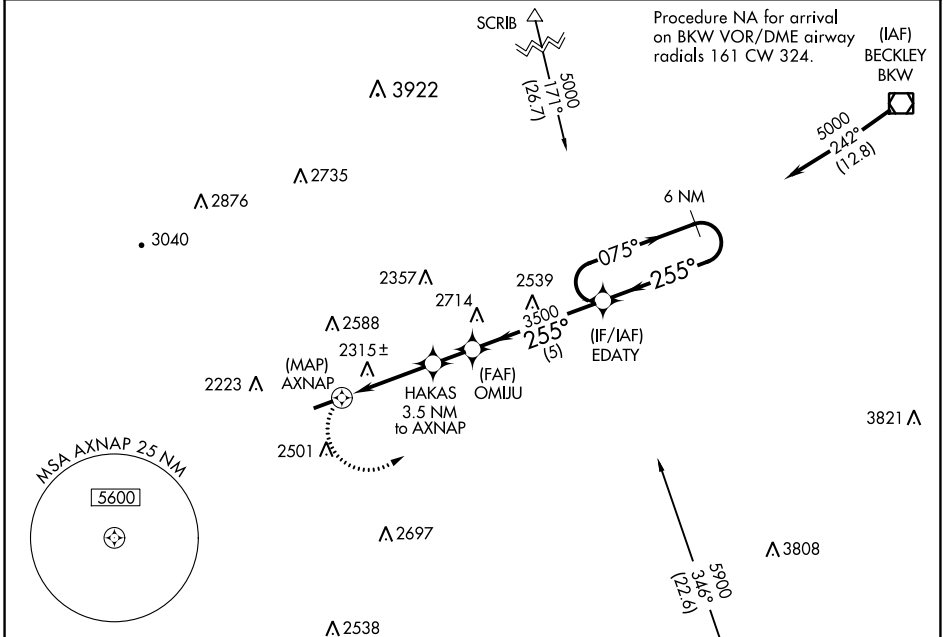 SCRIB
5000
171°
(26.7)
Procedure NA for arrival
on BKW VOR/DME airway
radials 161 CW 324.
(IAF)
BECKLEY
BKW
5000
242°
(12.8)
3922
2735
2876
3040
6 NM
075°
255°
2357
2714
2539
3500
255°
(5)
(IF/IAF)
EDATY
2588
2315±
(MAP)
AXNAP
2223
HAKAS
3.5 NM
to AXNAP
(FAF)
OMIJU
3821
2501
MSA AXNAP 25 NM
5600
2697
3808
5900
346°
(22.6)
2538